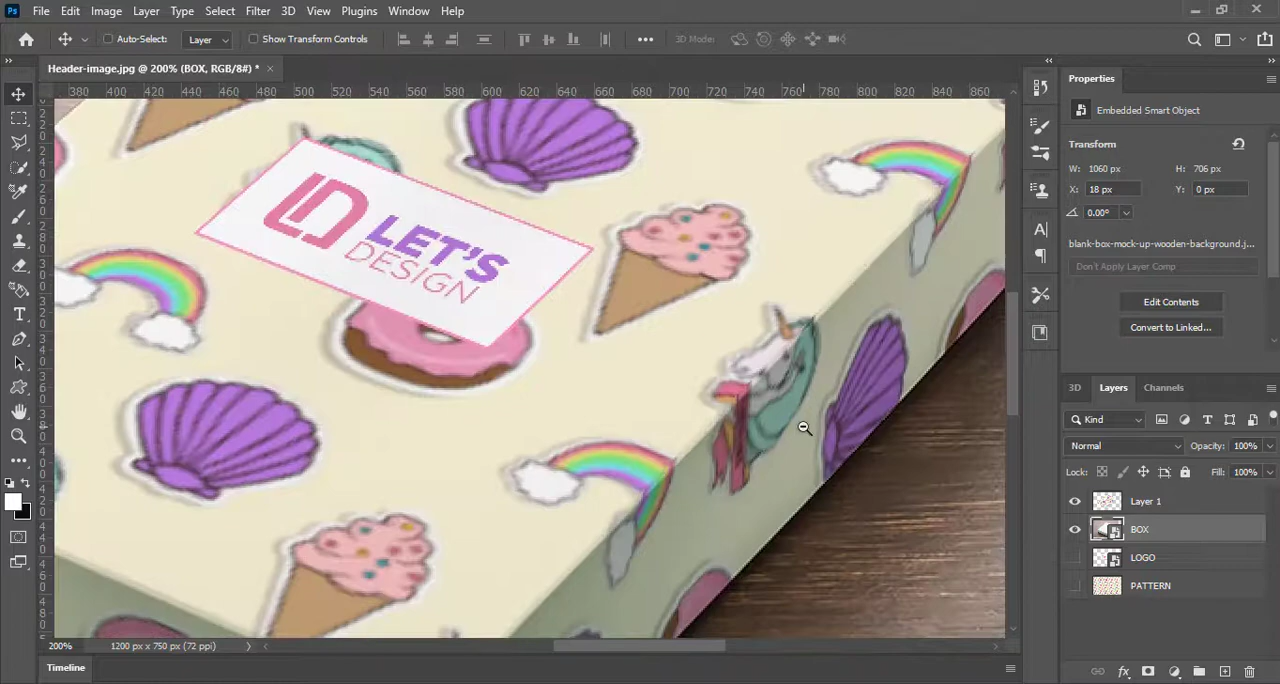 Ps File Edit Image Layer Type Select Filter 3D View Plugins Window Help
Auto-Select: Layer Show Transform Controls ••• 3D Mode:
Header-image.jpg @ 200% (BOX, RGB/8#) * ×
380 400 420 440 460 480 500 520 540 560 580 600 620 640 660 680 700 720 740 760 780 800 820 840 860
LET'S
DESIGN
200% 1200 px x 750 px (72 ppi)
Timeline
Properties
Embedded Smart Object
Transform
W: 1060 px H: 706 px
X: 18 px Y: 0 px
0.00°
blank-box-mock-up-wooden-background.j...
Don't Apply Layer Comp
Edit Contents
Convert to Linked...
3D Layers Channels
Kind
Normal Opacity: 100%
Lock: Fill: 100%
Layer 1
BOX
LOGO
PATTERN
fx